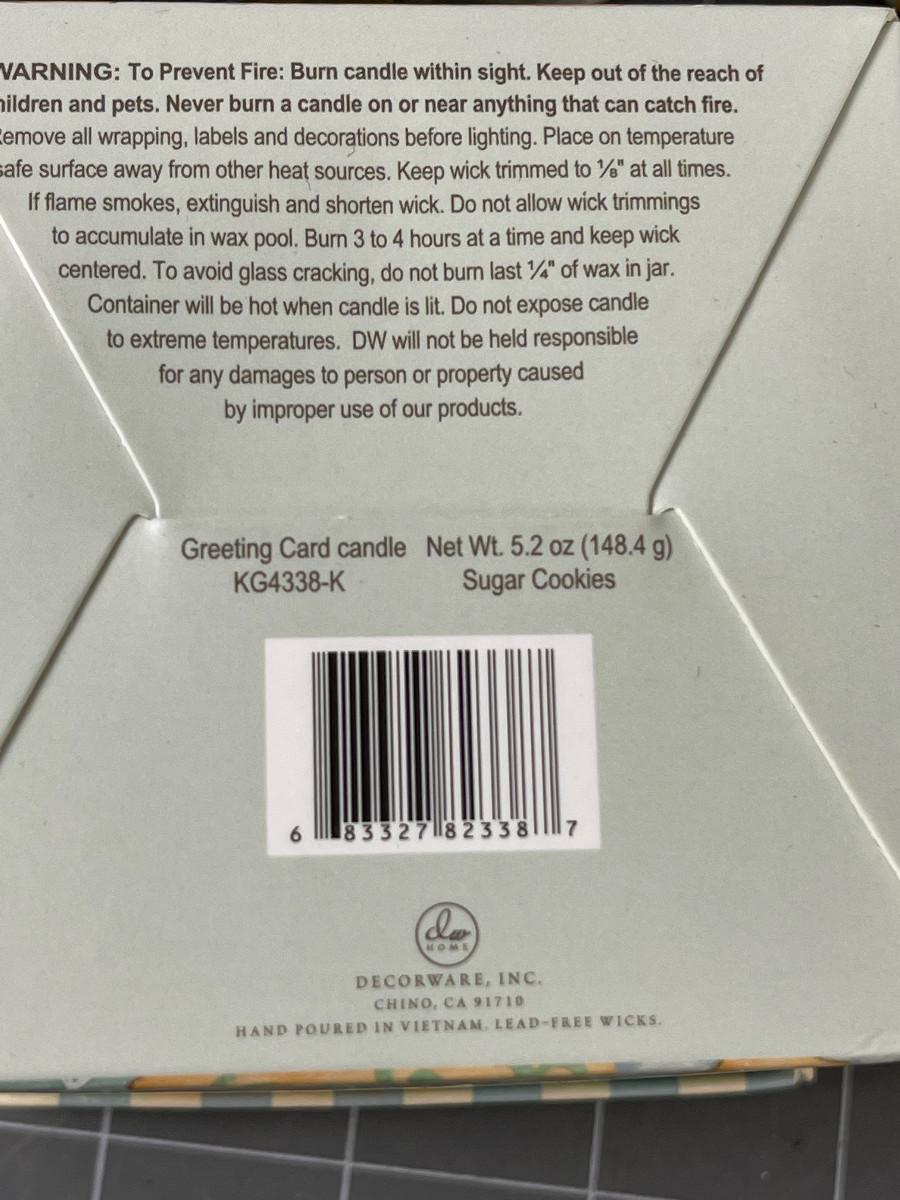 WARNING: To Prevent Fire: Burn candle within sight. Keep out of the reach of
children and pets. Never burn a candle on or near anything that can catch fire.
Remove all wrapping, labels and decorations before lighting. Place on temperature
safe surface away from other heat sources. Keep wick trimmed to ⅛" at all times.
If flame smokes, extinguish and shorten wick. Do not allow wick trimmings
to accumulate in wax pool. Burn 3 to 4 hours at a time and keep wick
centered. To avoid glass cracking, do not burn last ¼" of wax in jar.
Container will be hot when candle is lit. Do not expose candle
to extreme temperatures. DW will not be held responsible
for any damages to person or property caused
by improper use of our products.
Greeting Card candle Net Wt. 5.2 oz (148.4 g)
KG4338-K Sugar Cookies
6 83327 82338 7
dw
HOME
DECORWARE, INC.
CHINO, CA 91710
HAND POURED IN VIETNAM. LEAD-FREE WICKS.